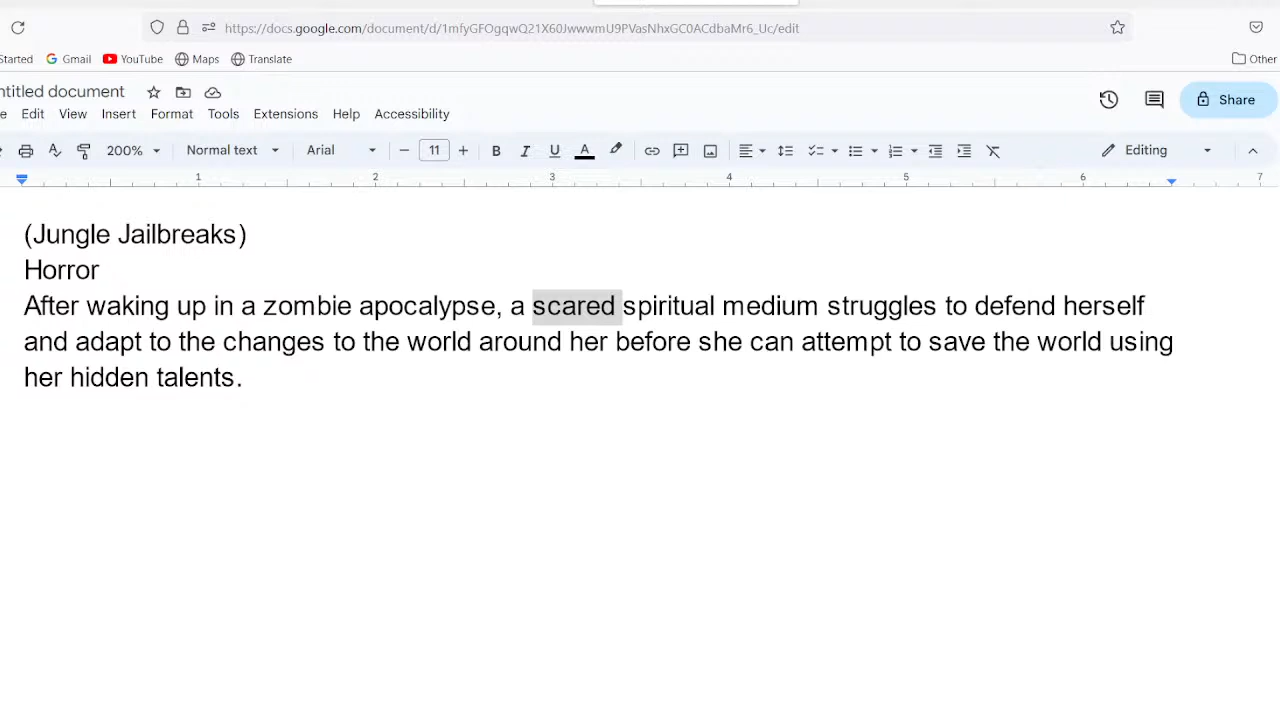 https://docs.google.com/document/d/1mfyGFOgqwQ21X60JwwwmU9PVasNhxGC0ACdbaMr6_Uc/edit
Started Gmail YouTube Maps Translate Other
ntitled document
e Edit View Insert Format Tools Extensions Help Accessibility Share
200% Normal text Arial 11 B I U A Editing
1 2 3 4 5 6 7
(Jungle Jailbreaks)
Horror
After waking up in a zombie apocalypse, a scared spiritual medium struggles to defend herself
and adapt to the changes to the world around her before she can attempt to save the world using
her hidden talents.